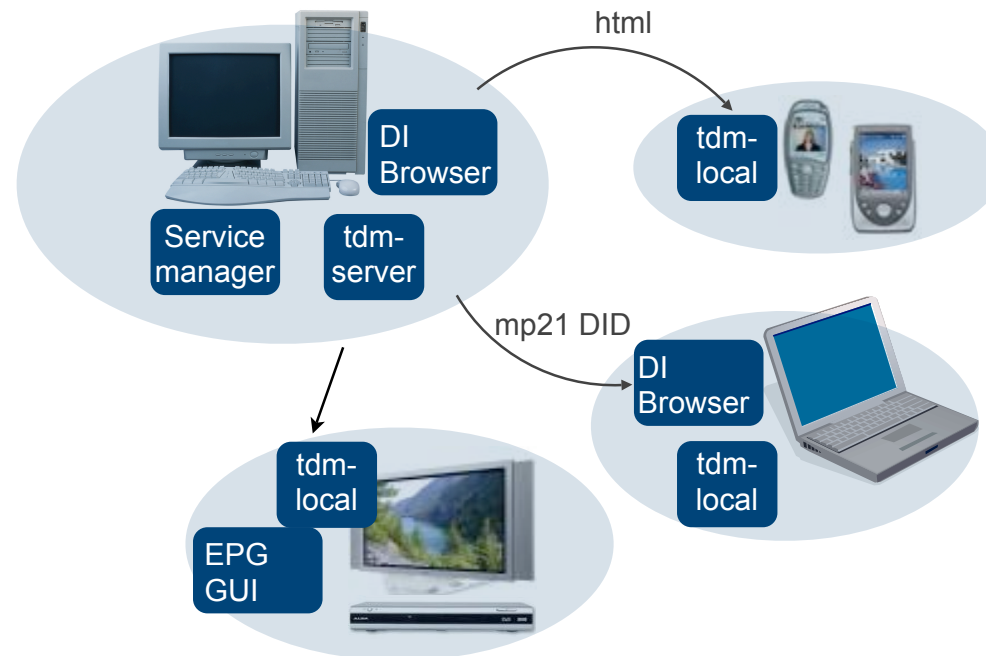 html
DI
Browser
tdm-
local
Service
manager
tdm-
server
mp21 DID
DI
Browser
tdm-
local
tdm-
local
EPG
GUI